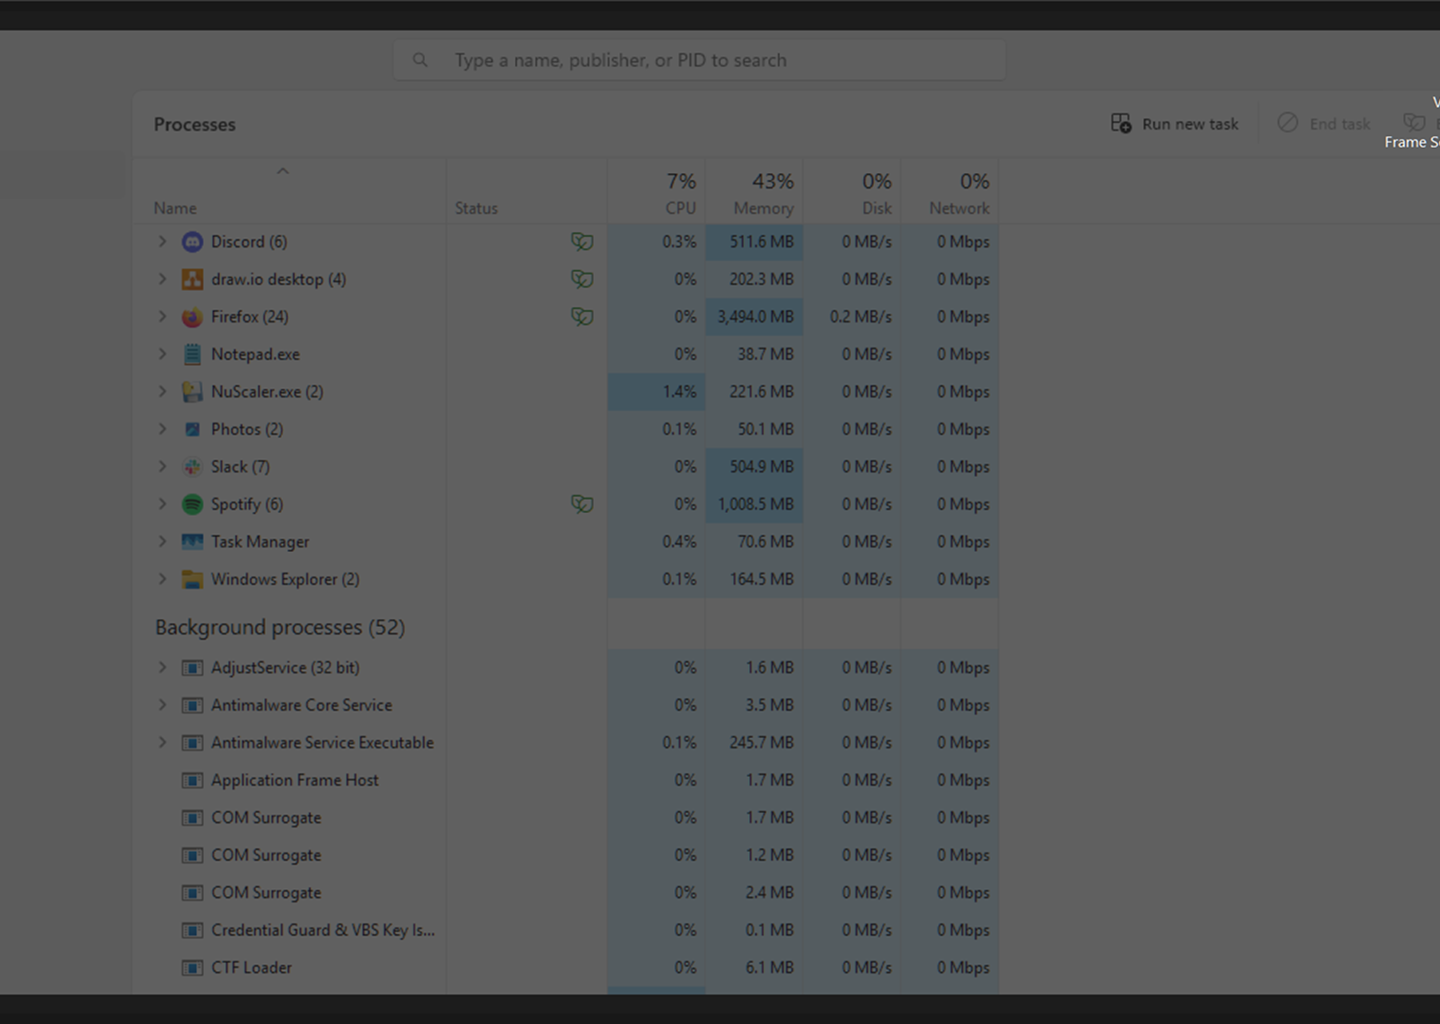 Type a name, publisher, or PID to search
Processes
Run new task
End task
Frame
7% 43% 0% 0%
Name Status CPU Memory Disk Network
Discord (6) 0.3% 511.6 MB 0 MB/s 0 Mbps
draw.io desktop (4) 0% 202.3 MB 0 MB/s 0 Mbps
Firefox (24) 0% 3,494.0 MB 0.2 MB/s 0 Mbps
Notepad.exe 0% 38.7 MB 0 MB/s 0 Mbps
NuScaler.exe (2) 1.4% 221.6 MB 0 MB/s 0 Mbps
Photos (2) 0.1% 50.1 MB 0 MB/s 0 Mbps
Slack (7) 0% 504.9 MB 0 MB/s 0 Mbps
Spotify (6) 0% 1,008.5 MB 0 MB/s 0 Mbps
Task Manager 0.4% 70.6 MB 0 MB/s 0 Mbps
Windows Explorer (2) 0.1% 164.5 MB 0 MB/s 0 Mbps
Background processes (52)
AdjustService (32 bit) 0% 1.6 MB 0 MB/s 0 Mbps
Antimalware Core Service 0% 3.5 MB 0 MB/s 0 Mbps
Antimalware Service Executable 0.1% 245.7 MB 0 MB/s 0 Mbps
Application Frame Host 0% 1.7 MB 0 MB/s 0 Mbps
COM Surrogate 0% 1.7 MB 0 MB/s 0 Mbps
COM Surrogate 0% 1.2 MB 0 MB/s 0 Mbps
COM Surrogate 0% 2.4 MB 0 MB/s 0 Mbps
Credential Guard & VBS Key Is... 0% 0.1 MB 0 MB/s 0 Mbps
CTF Loader 0% 6.1 MB 0 MB/s 0 Mbps